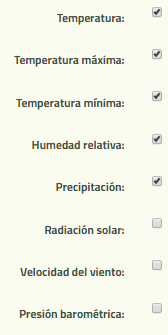 Temperatura:
Temperatura máxima:
Temperatura mínima:
Humedad relativa:
Precipitación:
Radiación solar:
Velocidad del viento:
Presión barométrica: